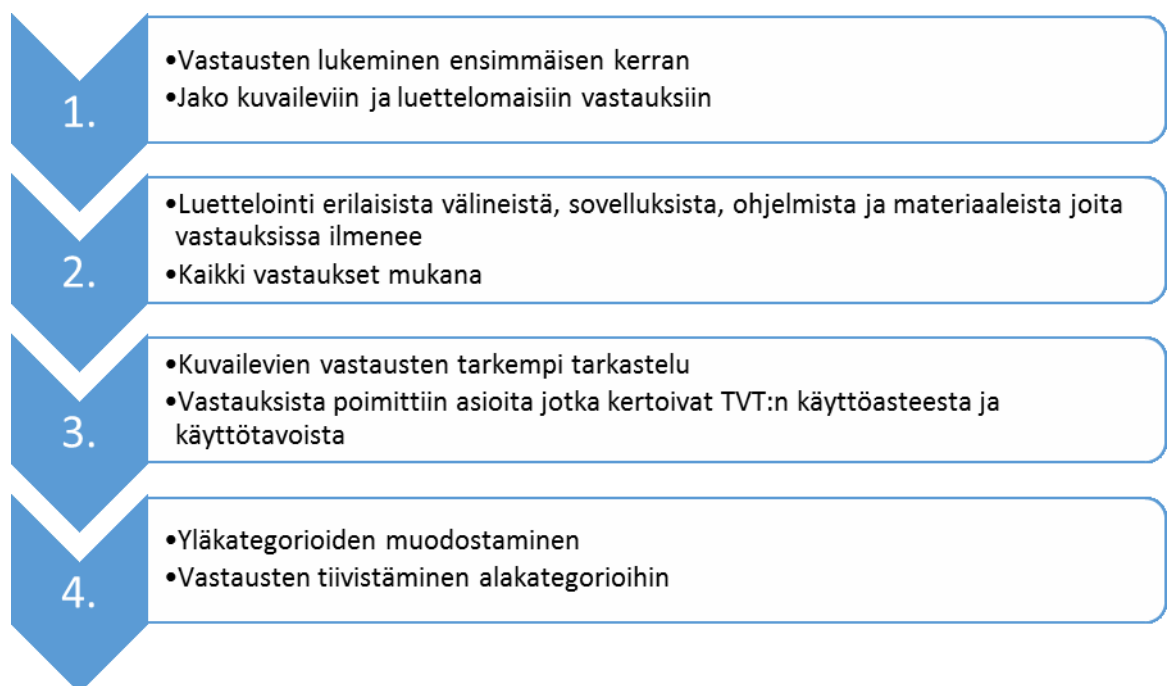 1.
•Vastausten lukeminen ensimmäisen kerran
•Jako kuvaileviin ja luettelomaisiin vastauksiin
2.
•Luettelointi erilaisista välineistä, sovelluksista, ohjelmista ja materiaaleista joita
vastauksissa ilmenee
•Kaikki vastaukset mukana
3.
•Kuvailevien vastausten tarkempi tarkastelu
•Vastauksista poimittiin asioita jotka kertoivat TVT:n käyttöasteesta ja
käyttötavoista
4.
•Yläkategorioiden muodostaminen
•Vastausten tiivistäminen alakategorioihin